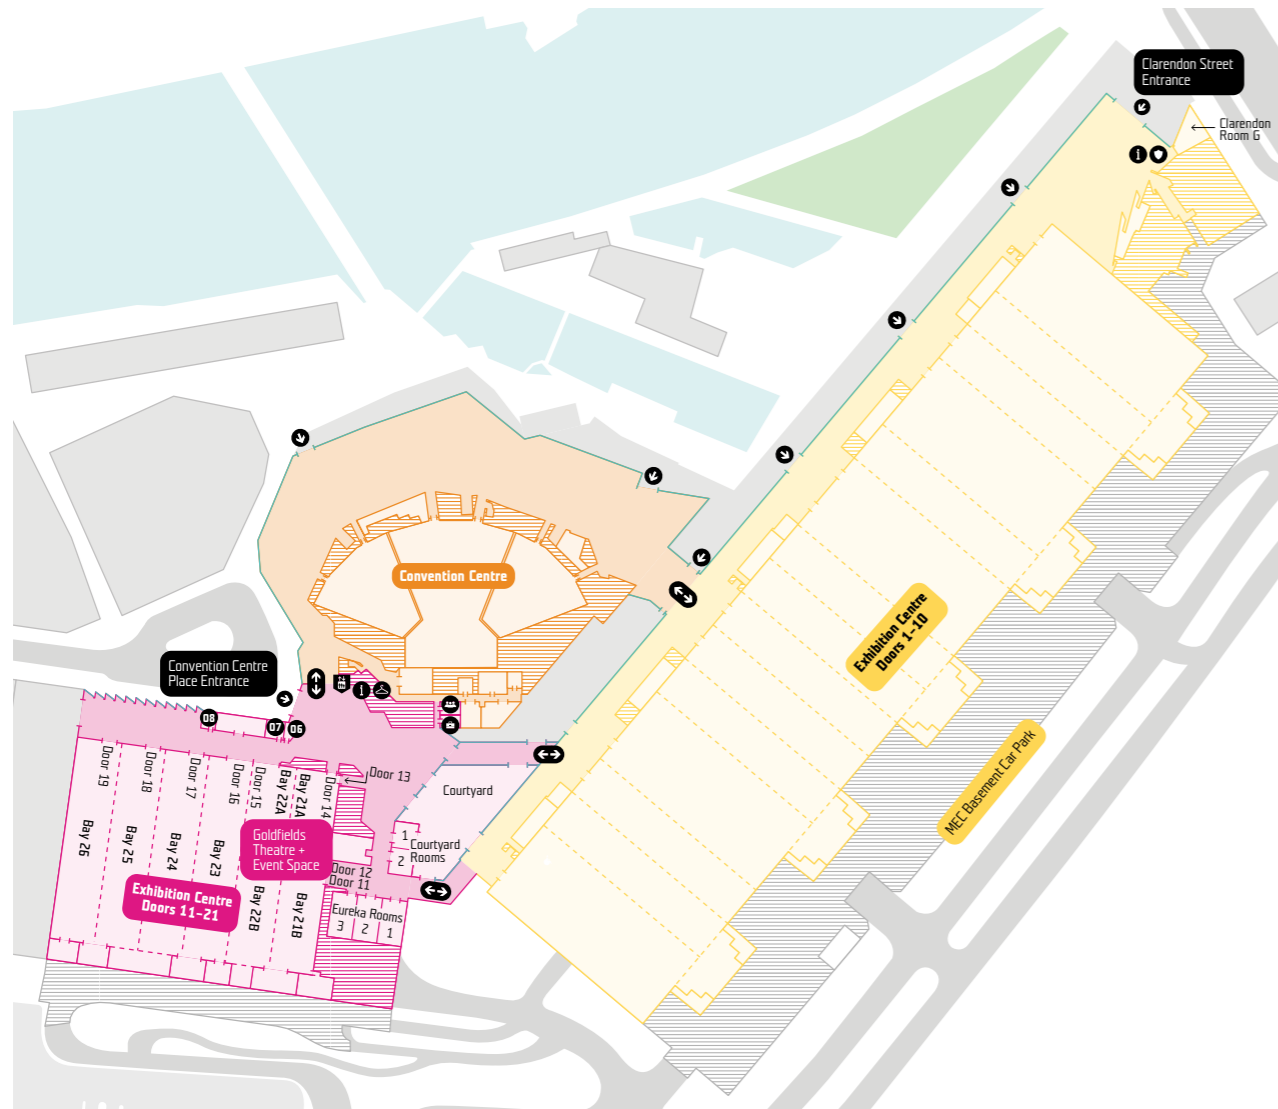 Clarendon Street
Entrance
Clarendon
Room G
Convention Centre
Exhibition Centre
Doors 1-10
MEC Basement Car Park
Convention Centre
Place Entrance
08
07
06
Door 19
Door 18
Door 17
Door 16
Door 15
Bay 22A
Bay 21A
Door 14
Door 13
Bay 26
Bay 25
Bay 24
Bay 23
Goldfields
Theatre +
Event Space
Exhibition Centre
Doors 11-21
Bay 22B
Bay 21B
Door 12
Door 11
Courtyard
1
2
Courtyard
Rooms
Eureka Rooms
3
2
1